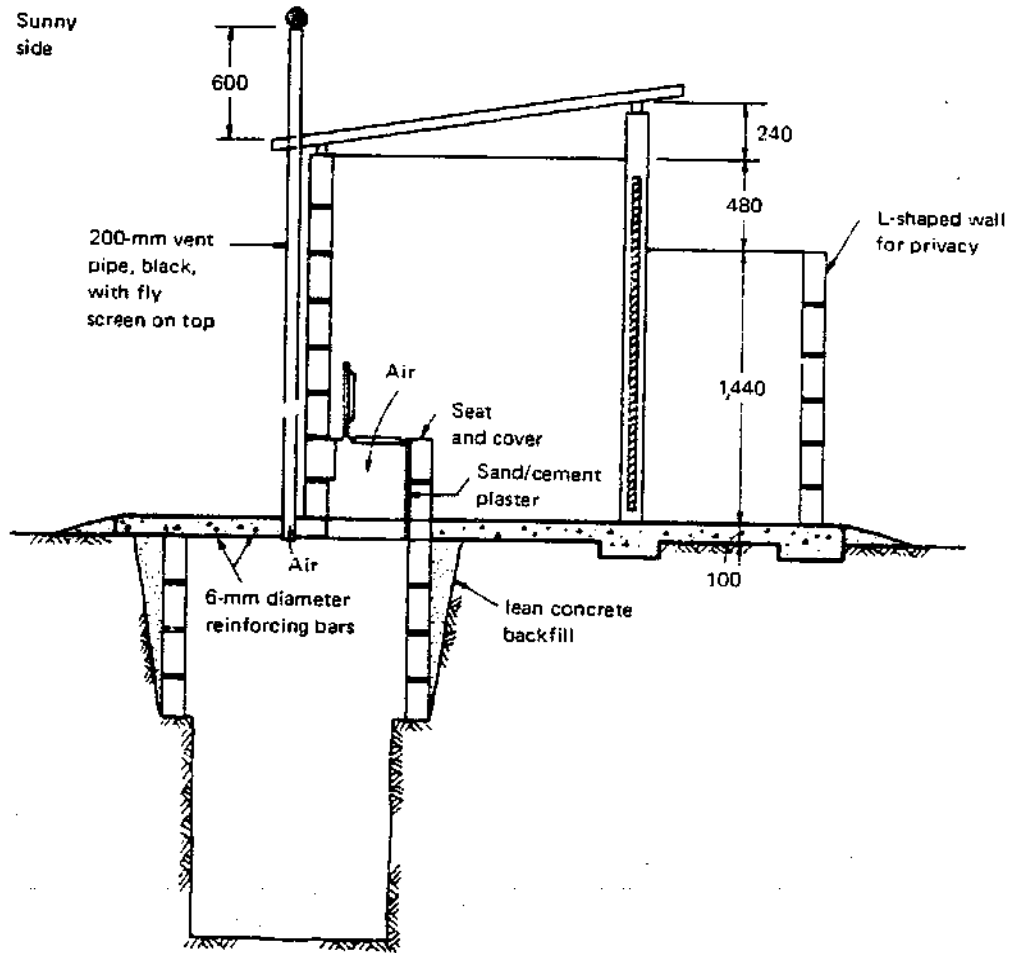 Sunny
side
600
240
480
200-mm vent
pipe, black,
with fly
screen on top
L-shaped wall
for privacy
Air
1,440
Seat
and cover
Sand/cement
plaster
Air
100
6-mm diameter
reinforcing bars
lean concrete
backfill